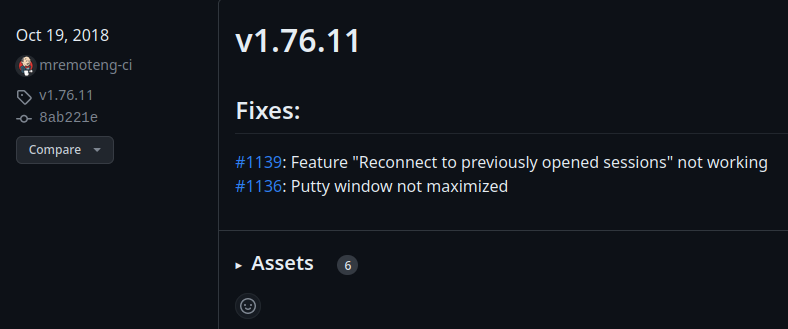 Oct 19, 2018
mremoteng-ci
v1.76.11
8ab221e
Compare
v1.76.11
Fixes:
#1139: Feature "Reconnect to previously opened sessions" not working
#1136: Putty window not maximized
Assets 6